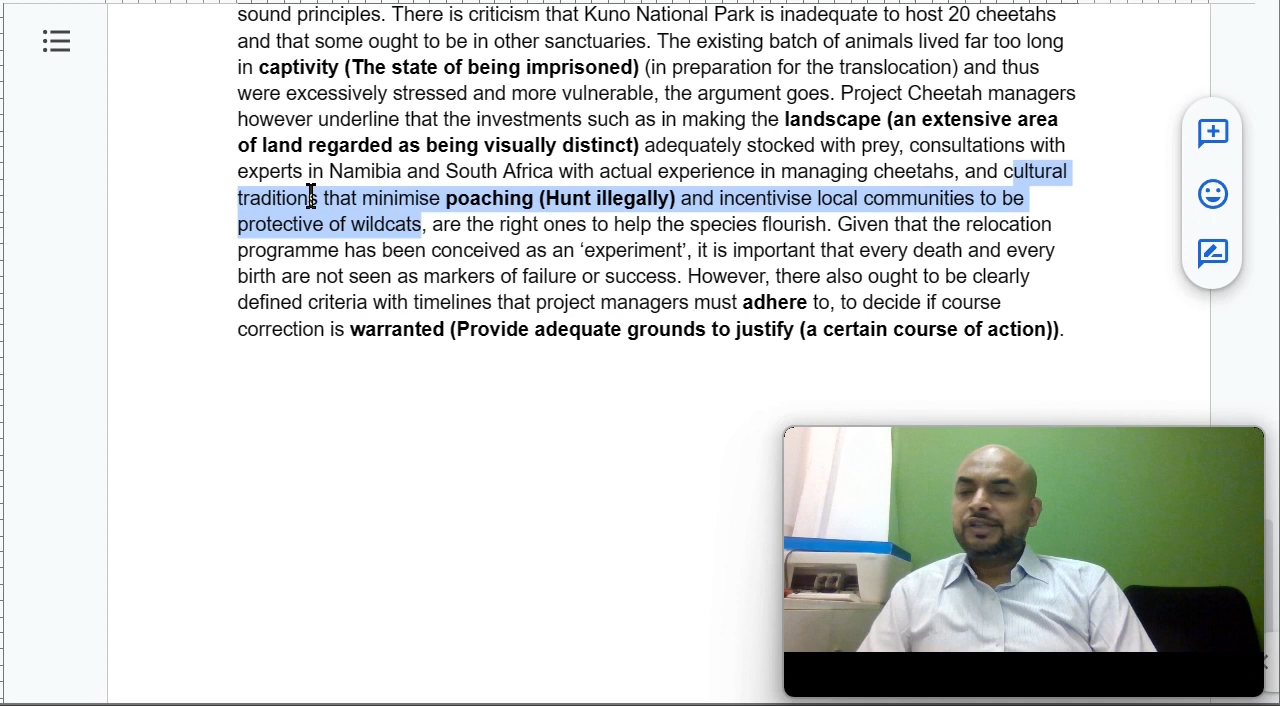 sound principles. There is criticism that Kuno National Park is inadequate to host 20 cheetahs
and that some ought to be in other sanctuaries. The existing batch of animals lived far too long
in captivity (The state of being imprisoned) (in preparation for the translocation) and thus
were excessively stressed and more vulnerable, the argument goes. Project Cheetah managers
however underline that the investments such as in making the landscape (an extensive area
of land regarded as being visually distinct) adequately stocked with prey, consultations with
experts in Namibia and South Africa with actual experience in managing cheetahs, and cultural
traditions that minimise poaching (Hunt illegally) and incentivise local communities to be
protective of wildcats, are the right ones to help the species flourish. Given that the relocation
programme has been conceived as an ‘experiment’, it is important that every death and every
birth are not seen as markers of failure or success. However, there also ought to be clearly
defined criteria with timelines that project managers must adhere to, to decide if course
correction is warranted (Provide adequate grounds to justify (a certain course of action)).